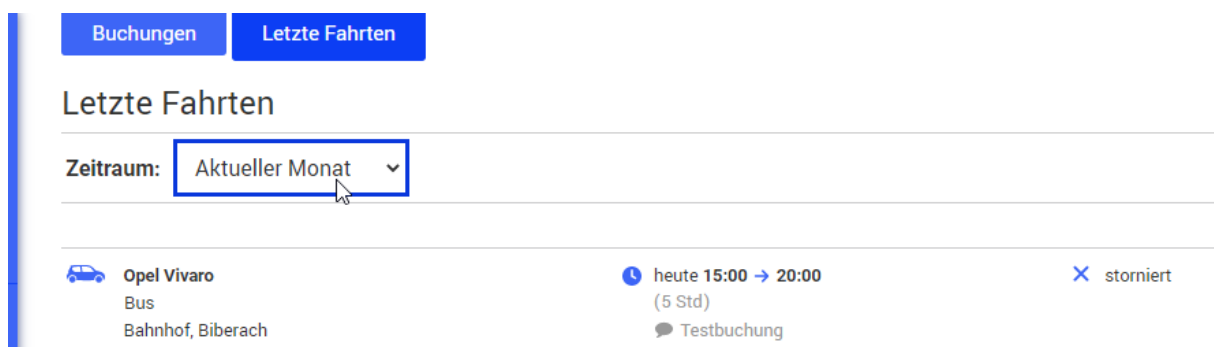 Buchungen Letzte Fahrten
Letzte Fahrten
Zeitraum: Aktueller Monat
Opel Vivaro heute 15:00 → 20:00 storniert
Bus (5 Std)
Bahnhof, Biberach Testbuchung